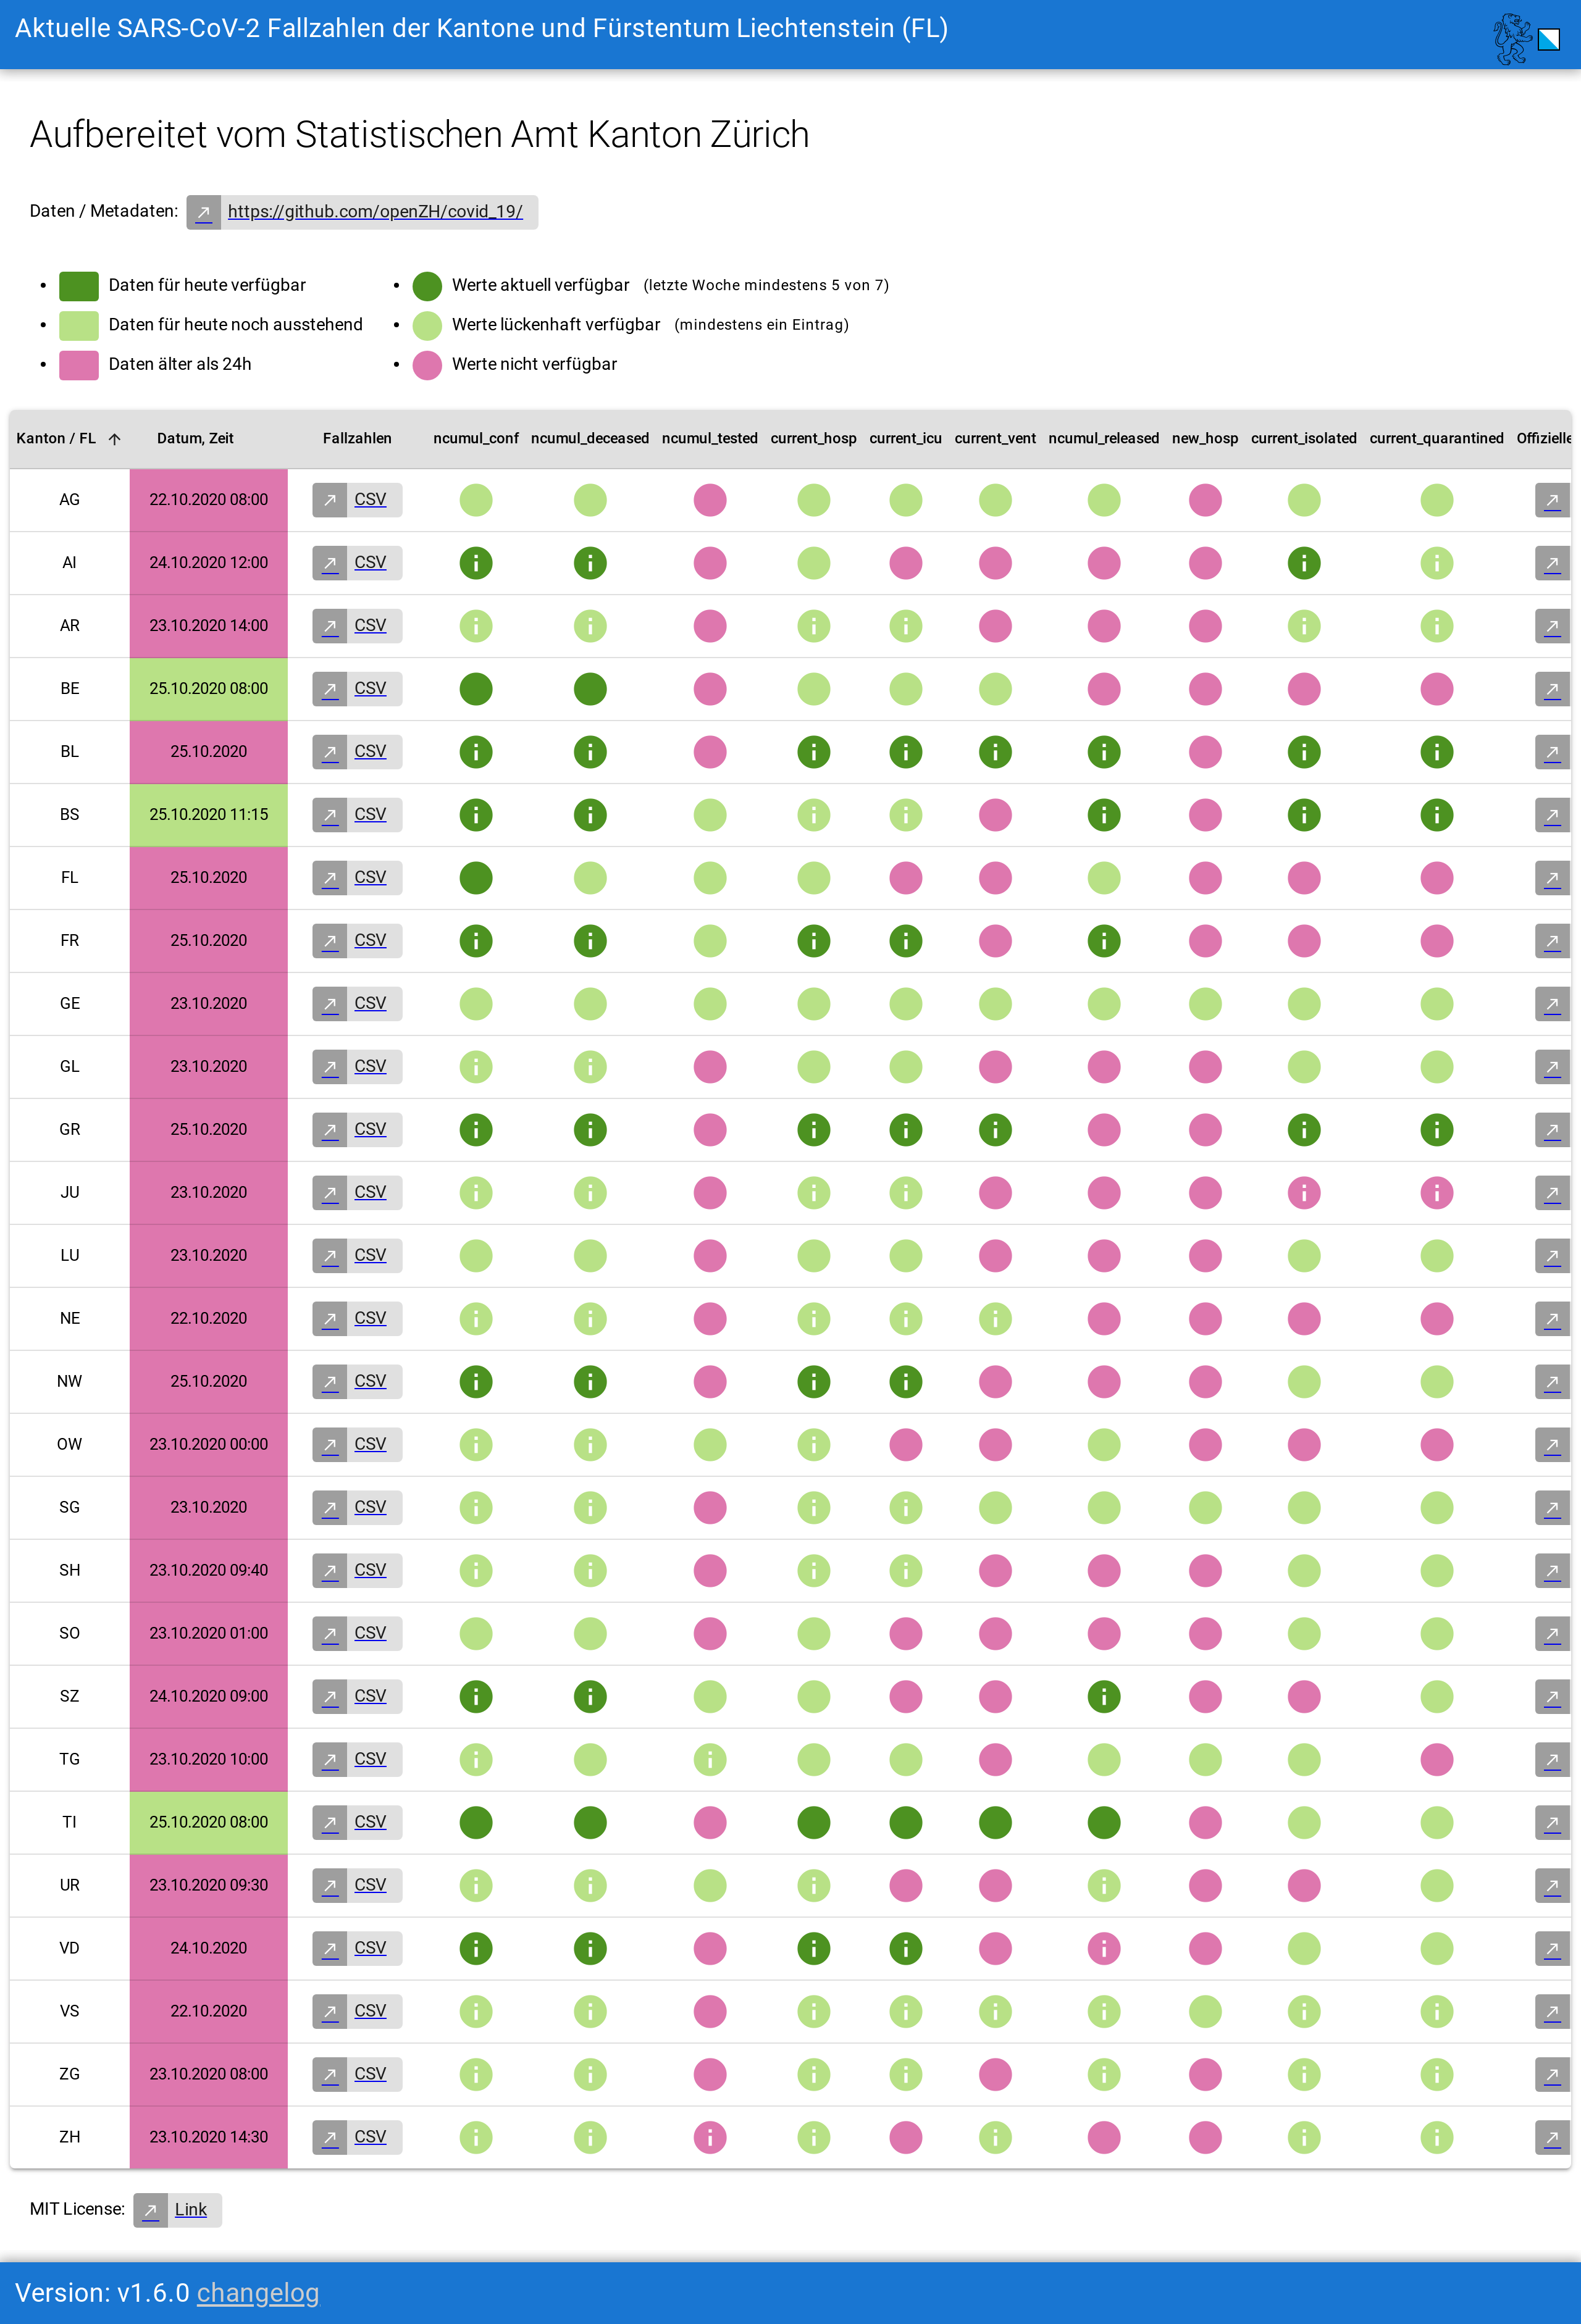 Aktuelle SARS-CoV-2 Fallzahlen der Kantone und Fürstentum Liechtenstein (FL)
Aufbereitet vom Statistischen Amt Kanton Zürich
Daten / Metadaten: https://github.com/openZH/covid_19/
Daten für heute verfügbar
Daten für heute noch ausstehend
Daten älter als 24h
Werte aktuell verfügbar (letzte Woche mindestens 5 von 7)
Werte lückenhaft verfügbar (mindestens ein Eintrag)
Werte nicht verfügbar
Kanton / FL Datum, Zeit Fallzahlen ncumul_conf ncumul_deceased ncumul_tested current_hosp current_icu current_vent ncumul_released new_hosp current_isolated current_quarantined Offizielle
AG 22.10.2020 08:00 CSV
AI 24.10.2020 12:00 CSV
AR 23.10.2020 14:00 CSV
BE 25.10.2020 08:00 CSV
BL 25.10.2020 CSV
BS 25.10.2020 11:15 CSV
FL 25.10.2020 CSV
FR 25.10.2020 CSV
GE 23.10.2020 CSV
GL 23.10.2020 CSV
GR 25.10.2020 CSV
JU 23.10.2020 CSV
LU 23.10.2020 CSV
NE 22.10.2020 CSV
NW 25.10.2020 CSV
OW 23.10.2020 00:00 CSV
SG 23.10.2020 CSV
SH 23.10.2020 09:40 CSV
SO 23.10.2020 01:00 CSV
SZ 24.10.2020 09:00 CSV
TG 23.10.2020 10:00 CSV
TI 25.10.2020 08:00 CSV
UR 23.10.2020 09:30 CSV
VD 24.10.2020 CSV
VS 22.10.2020 CSV
ZG 23.10.2020 08:00 CSV
ZH 23.10.2020 14:30 CSV
MIT License: Link
Version: v1.6.0 changelog